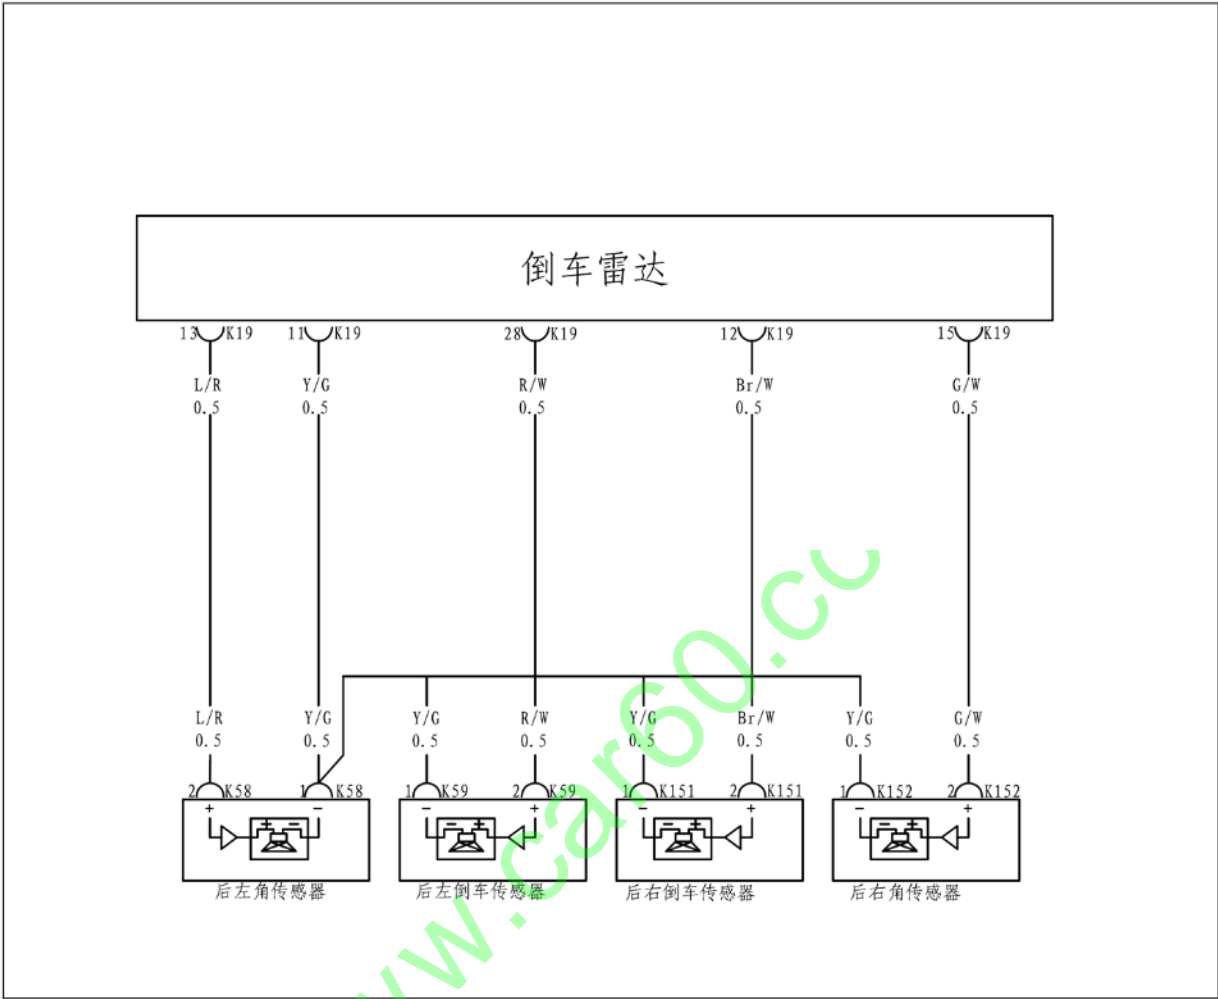 倒车雷达
13 K19 11 K19 28 K19 12 K19 15 K19
L/R Y/G R/W Br/W G/W
0.5 0.5 0.5 0.5 0.5
L/R Y/G Y/G R/W Y/G Br/W Y/G G/W
0.5 0.5 0.5 0.5 0.5 0.5 0.5 0.5
2 K58 1 K58 1 K59 2 K59 1 K151 2 K151 1 K152 2 K152
+ - - + - + - +
+ - - + - + - +
后左角传感器 后左倒车传感器 后右倒车传感器 后右角传感器
w.car60.co